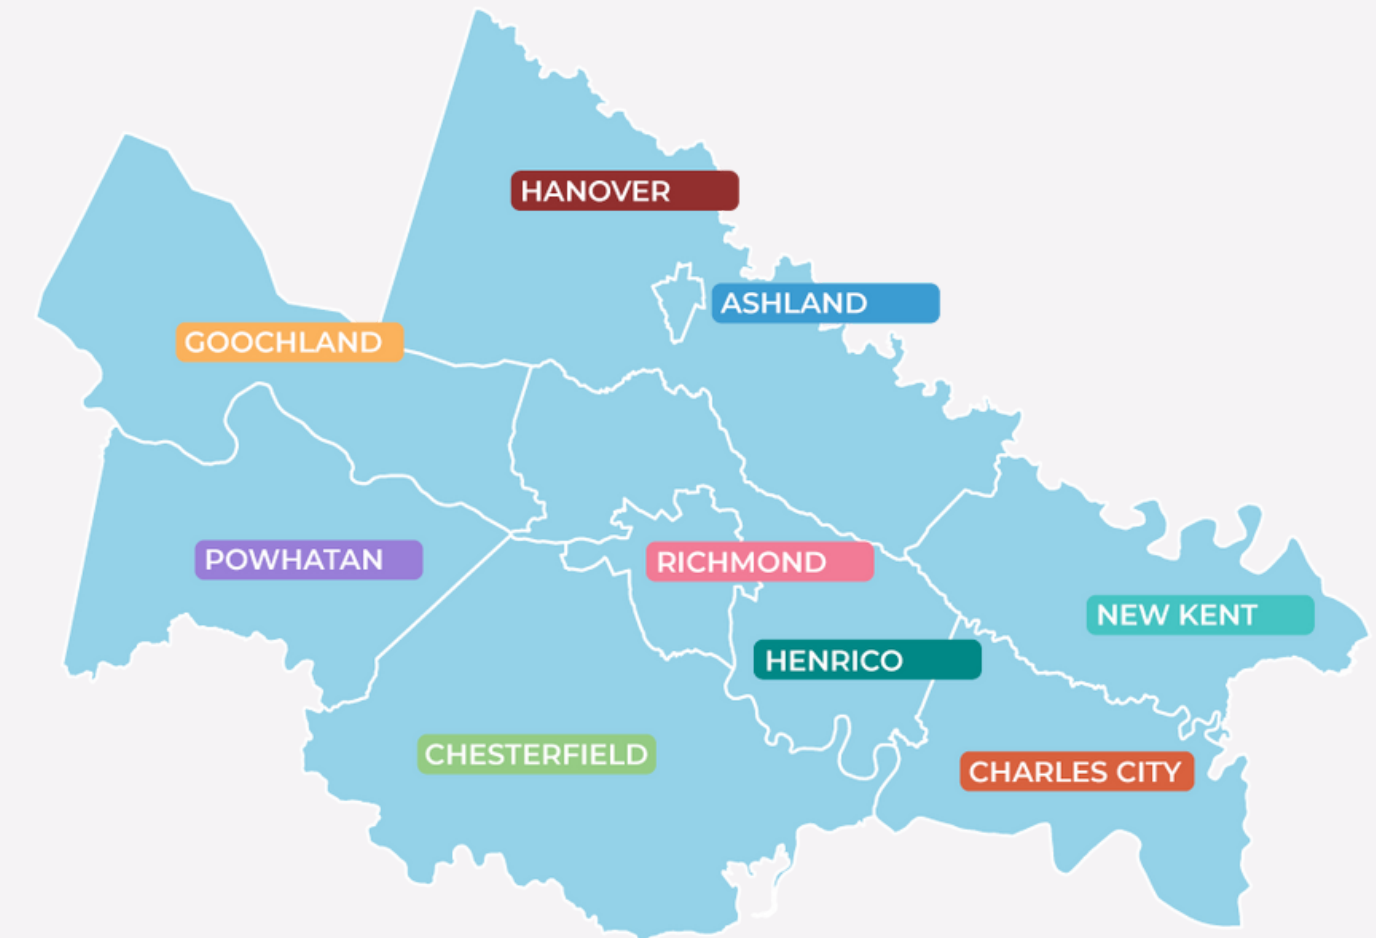 HANOVER
ASHLAND
GOOCHLAND
POWHATAN
RICHMOND
NEW KENT
HENRICO
CHESTERFIELD
CHARLES CITY